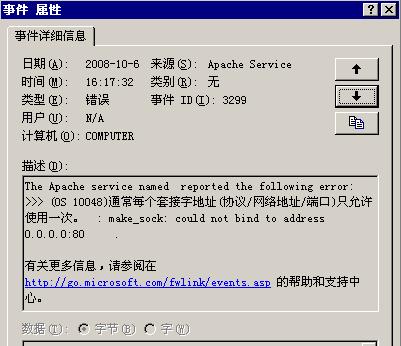 事件 属性
事件详细信息
日期(A): 2008-10-6 来源(S): Apache Service
时间(M): 16:17:32 类别(R): 无
类型(E): 错误 事件 ID(I): 3299
用户(U): N/A
计算机(O): COMPUTER
描述(D):
The Apache service named  reported the following error:
>>> (OS 10048)通常每个套接字地址(协议/网络地址/端口)只允许
使用一次。  : make_sock: could not bind to address
0.0.0.0:80     .
有关更多信息，请参阅在
http://go.microsoft.com/fwlink/events.asp 的帮助和支持中
心。
数据(T): 字节(B) 字(W)